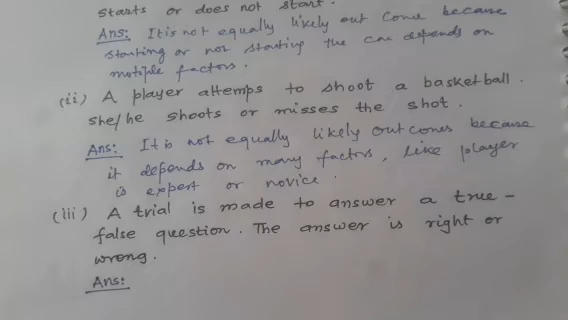 starts or does not start.
Ans: It is not equally likely out come because
starting or not starting the car depends on
multiple factors.
(ii) A player attemps to shoot a basketball.
she/he shoots or misses the shot.
Ans: It is not equally likely outcomes because
it depends on many factors, like player
is expert or novice.
(iii) A trial is made to answer a true-
false question. The answer is right or
wrong.
Ans: